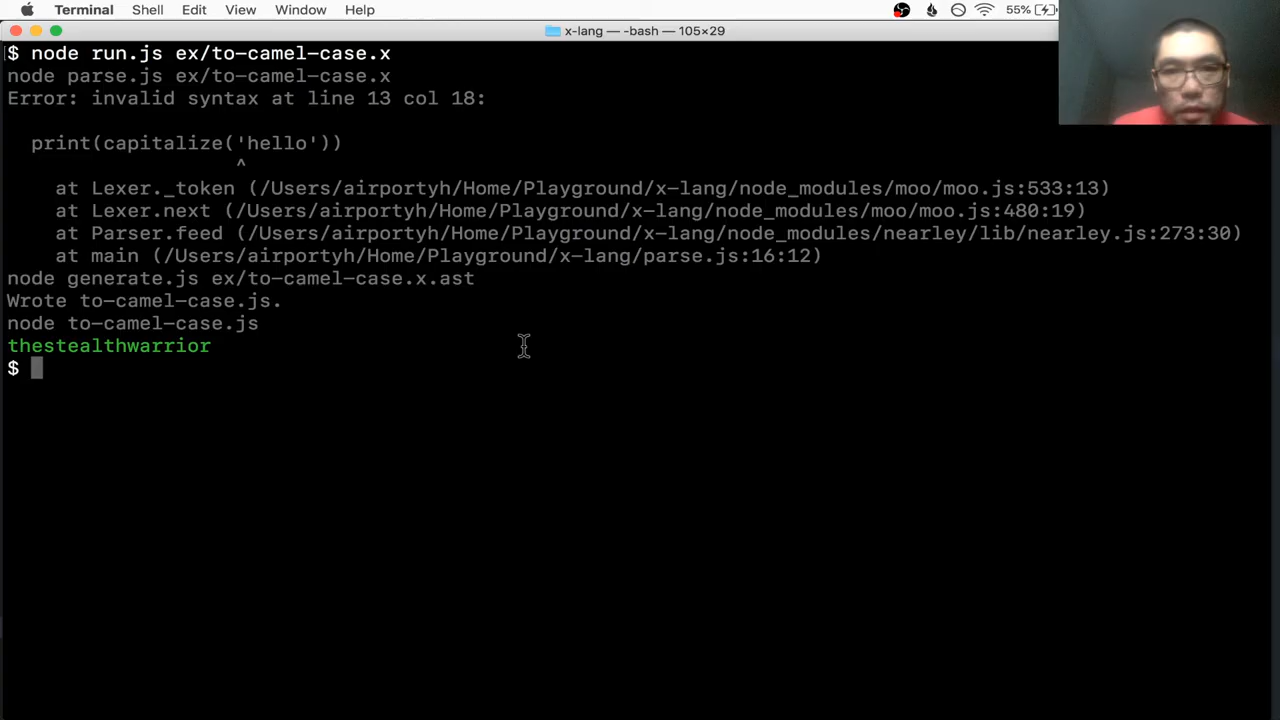 Terminal Shell Edit View Window Help 55%
x-lang — -bash — 105×29
$ node run.js ex/to-camel-case.x
node parse.js ex/to-camel-case.x
Error: invalid syntax at line 13 col 18:
print(capitalize('hello'))
^
at Lexer._token (/Users/airportyh/Home/Playground/x-lang/node_modules/moo/moo.js:533:13)
at Lexer.next (/Users/airportyh/Home/Playground/x-lang/node_modules/moo/moo.js:480:19)
at Parser.feed (/Users/airportyh/Home/Playground/x-lang/node_modules/nearley/lib/nearley.js:273:30)
at main (/Users/airportyh/Home/Playground/x-lang/parse.js:16:12)
node generate.js ex/to-camel-case.x.ast
Wrote to-camel-case.js.
node to-camel-case.js
thestealthwarrior
$